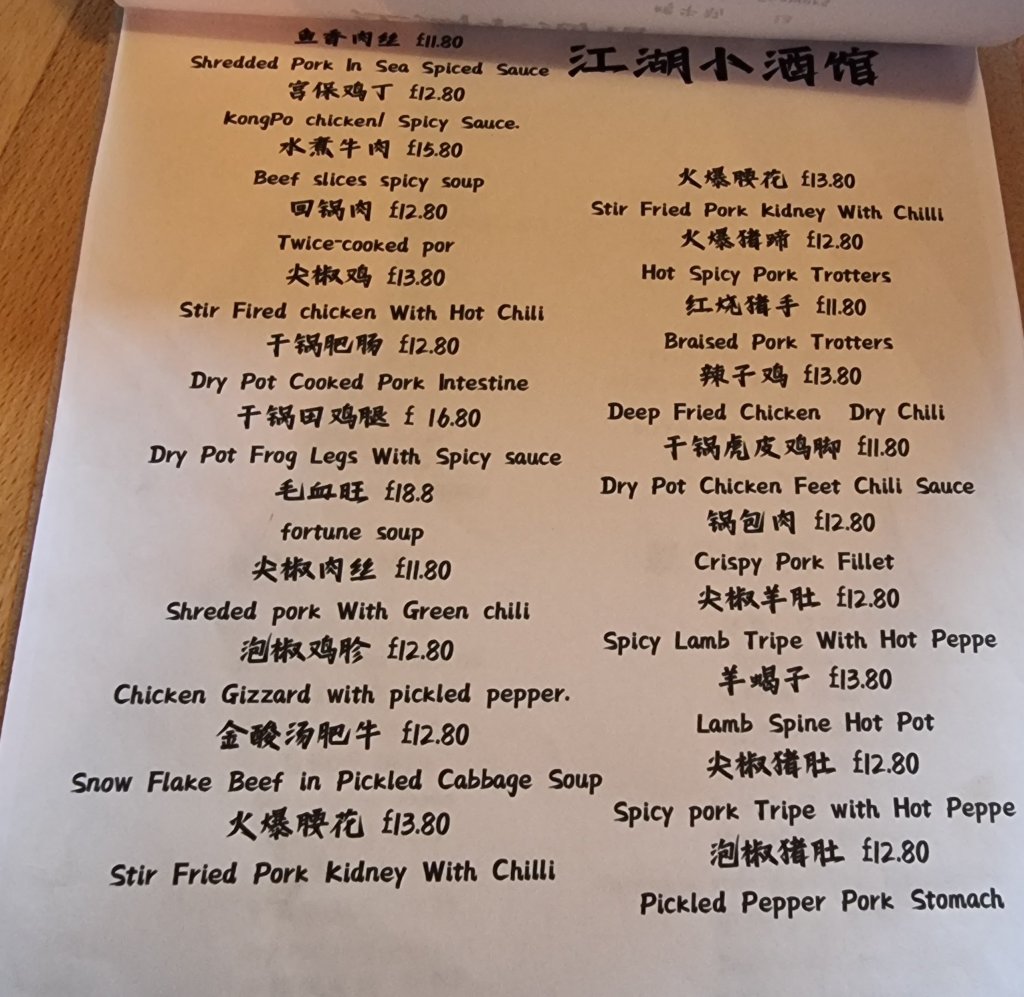 鱼香肉丝 £11.80
Shredded Pork In Sea Spiced Sauce
宫保鸡丁 £12.80
KongPo chicken/ Spicy Sauce.
水煮牛肉 £15.80
Beef slices spicy soup
回锅肉 £12.80
Twice-cooked por
尖椒鸡 £13.80
Stir Fired chicken With Hot Chili
干锅肥肠 £12.80
Dry Pot Cooked Pork Intestine
干锅田鸡腿 £ 16.80
Dry Pot Frog Legs With Spicy sauce
毛血旺 £18.8
fortune soup
尖椒肉丝 £11.80
Shreded pork With Green chili
泡椒鸡胗 £12.80
Chicken Gizzard with pickled pepper.
金酸汤肥牛 £12.80
Snow Flake Beef in Pickled Cabbage Soup
火爆腰花 £13.80
Stir Fried Pork Kidney With Chilli
江湖小酒馆
火爆腰花 £13.80
Stir Fried Pork Kidney With Chilli
火爆猪蹄 £12.80
Hot Spicy Pork Trotters
红烧猪手 £11.80
Braised Pork Trotters
辣子鸡 £13.80
Deep Fried Chicken Dry Chili
干锅虎皮鸡脚 £11.80
Dry Pot Chicken Feet Chili Sauce
锅包肉 £12.80
Crispy Pork Fillet
尖椒羊肚 £12.80
Spicy Lamb Tripe With Hot Peppe
羊蝎子 £13.80
Lamb Spine Hot Pot
尖椒猪肚 £12.80
Spicy pork Tripe with Hot Peppe
泡椒猪肚 £12.80
Pickled Pepper Pork Stomach